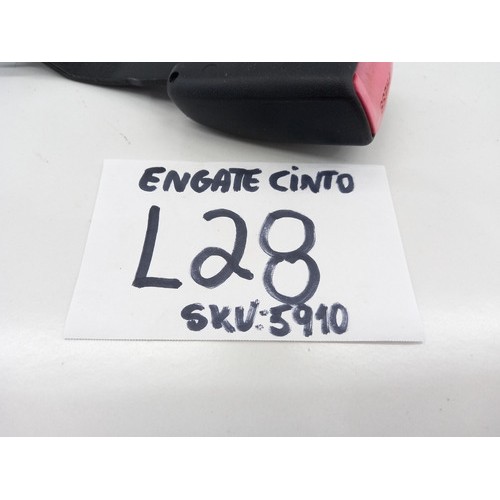 ENGATE CiNTO
L28
SKU:5910